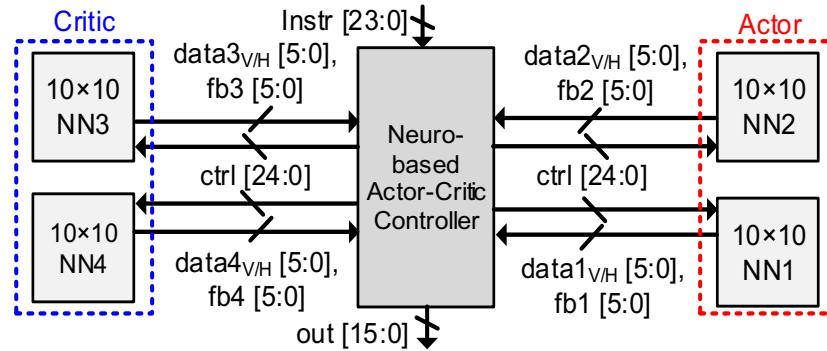 Critic
Instr [23:0]
Actor
10×10
NN3
data3V/H [5:0],
fb3 [5:0]
ctrl [24:0]
10×10
NN4
data4V/H [5:0],
fb4 [5:0]
Neuro-
based
Actor-Critic
Controller
out [15:0]
data2V/H [5:0],
fb2 [5:0]
10×10
NN2
ctrl [24:0]
10×10
NN1
data1V/H [5:0],
fb1 [5:0]